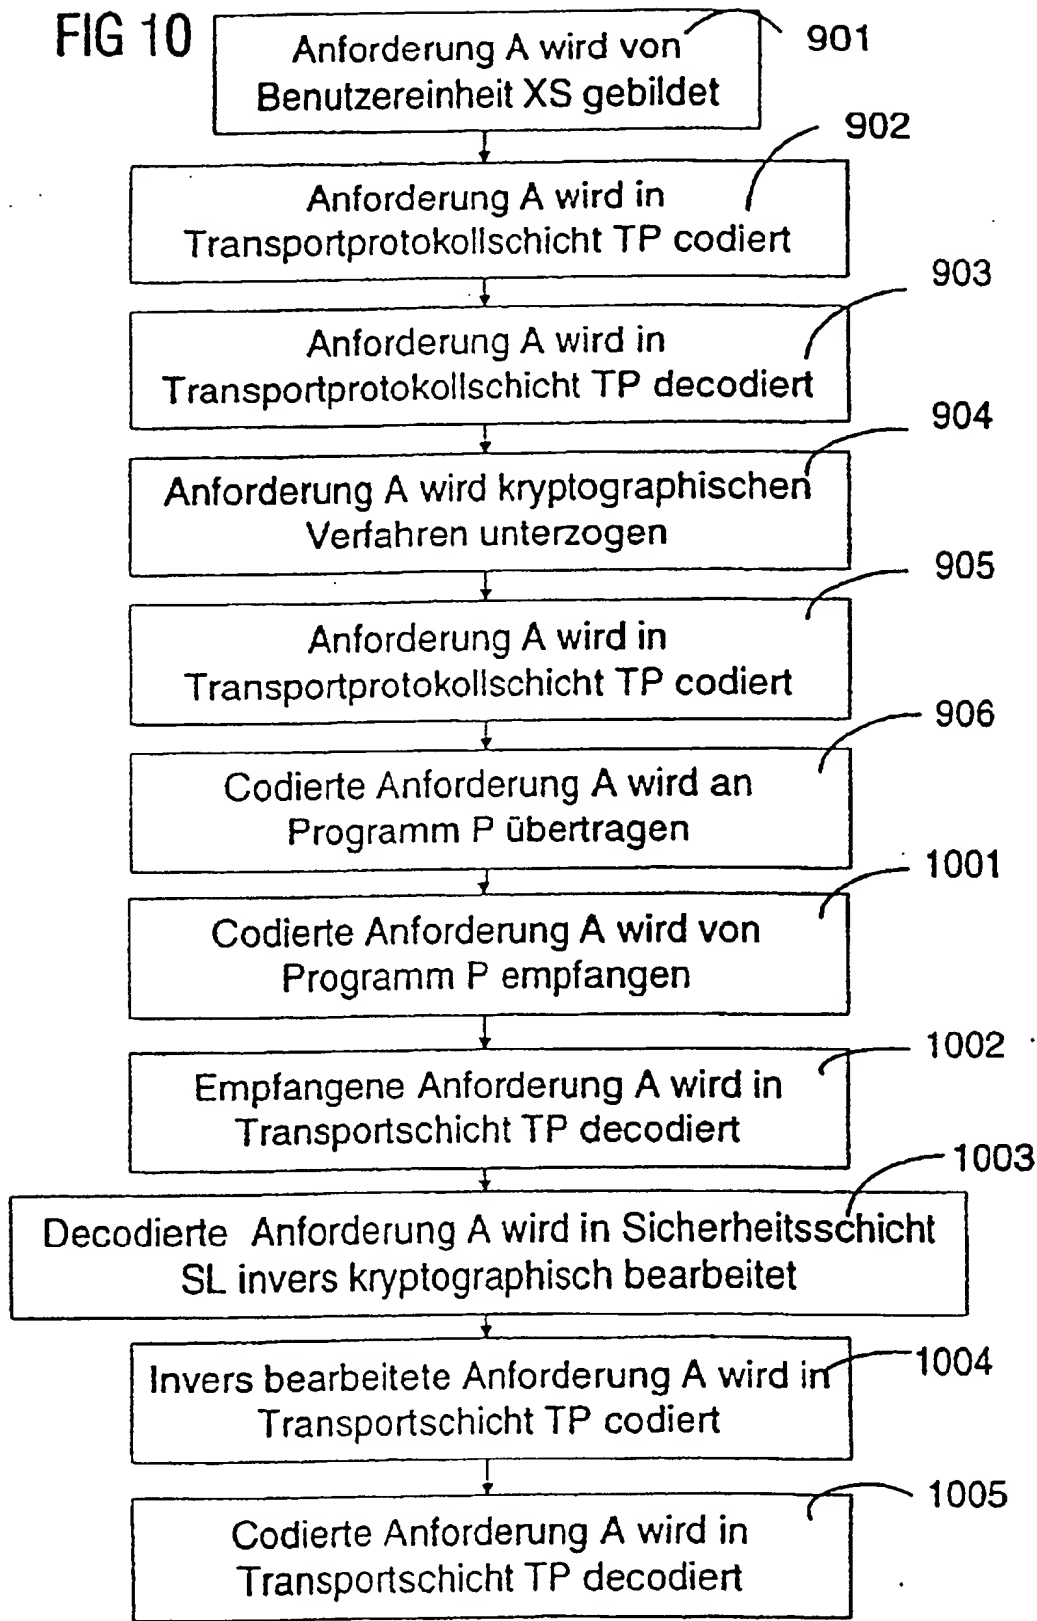 FIG 10
Anforderung A wird von
Benutzereinheit XS gebildet
901
902
Anforderung A wird in
Transportprotokollschicht TP codiert
903
Anforderung A wird in
Transportprotokollschicht TP decodiert
904
Anforderung A wird kryptographischen
Verfahren unterzogen
905
Anforderung A wird in
Transportprotokollschicht TP codiert
906
Codierte Anforderung A wird an
Programm P übertragen
1001
Codierte Anforderung A wird von
Programm P empfangen
1002
Empfangene Anforderung A wird in
Transportschicht TP decodiert
1003
Decodierte Anforderung A wird in Sicherheitsschicht
SL invers kryptographisch bearbeitet
1004
Invers bearbeitete Anforderung A wird in
Transportschicht TP codiert
1005
Codierte Anforderung A wird in
Transportschicht TP decodiert